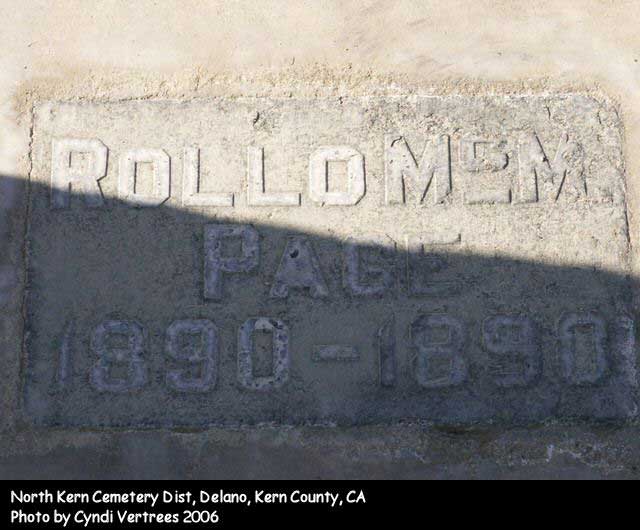 ROLLO McM.
PAGE
1890-1890
North Kern Cemetery Dist, Delano, Kern County, CA
Photo by Cyndi Vertrees 2006